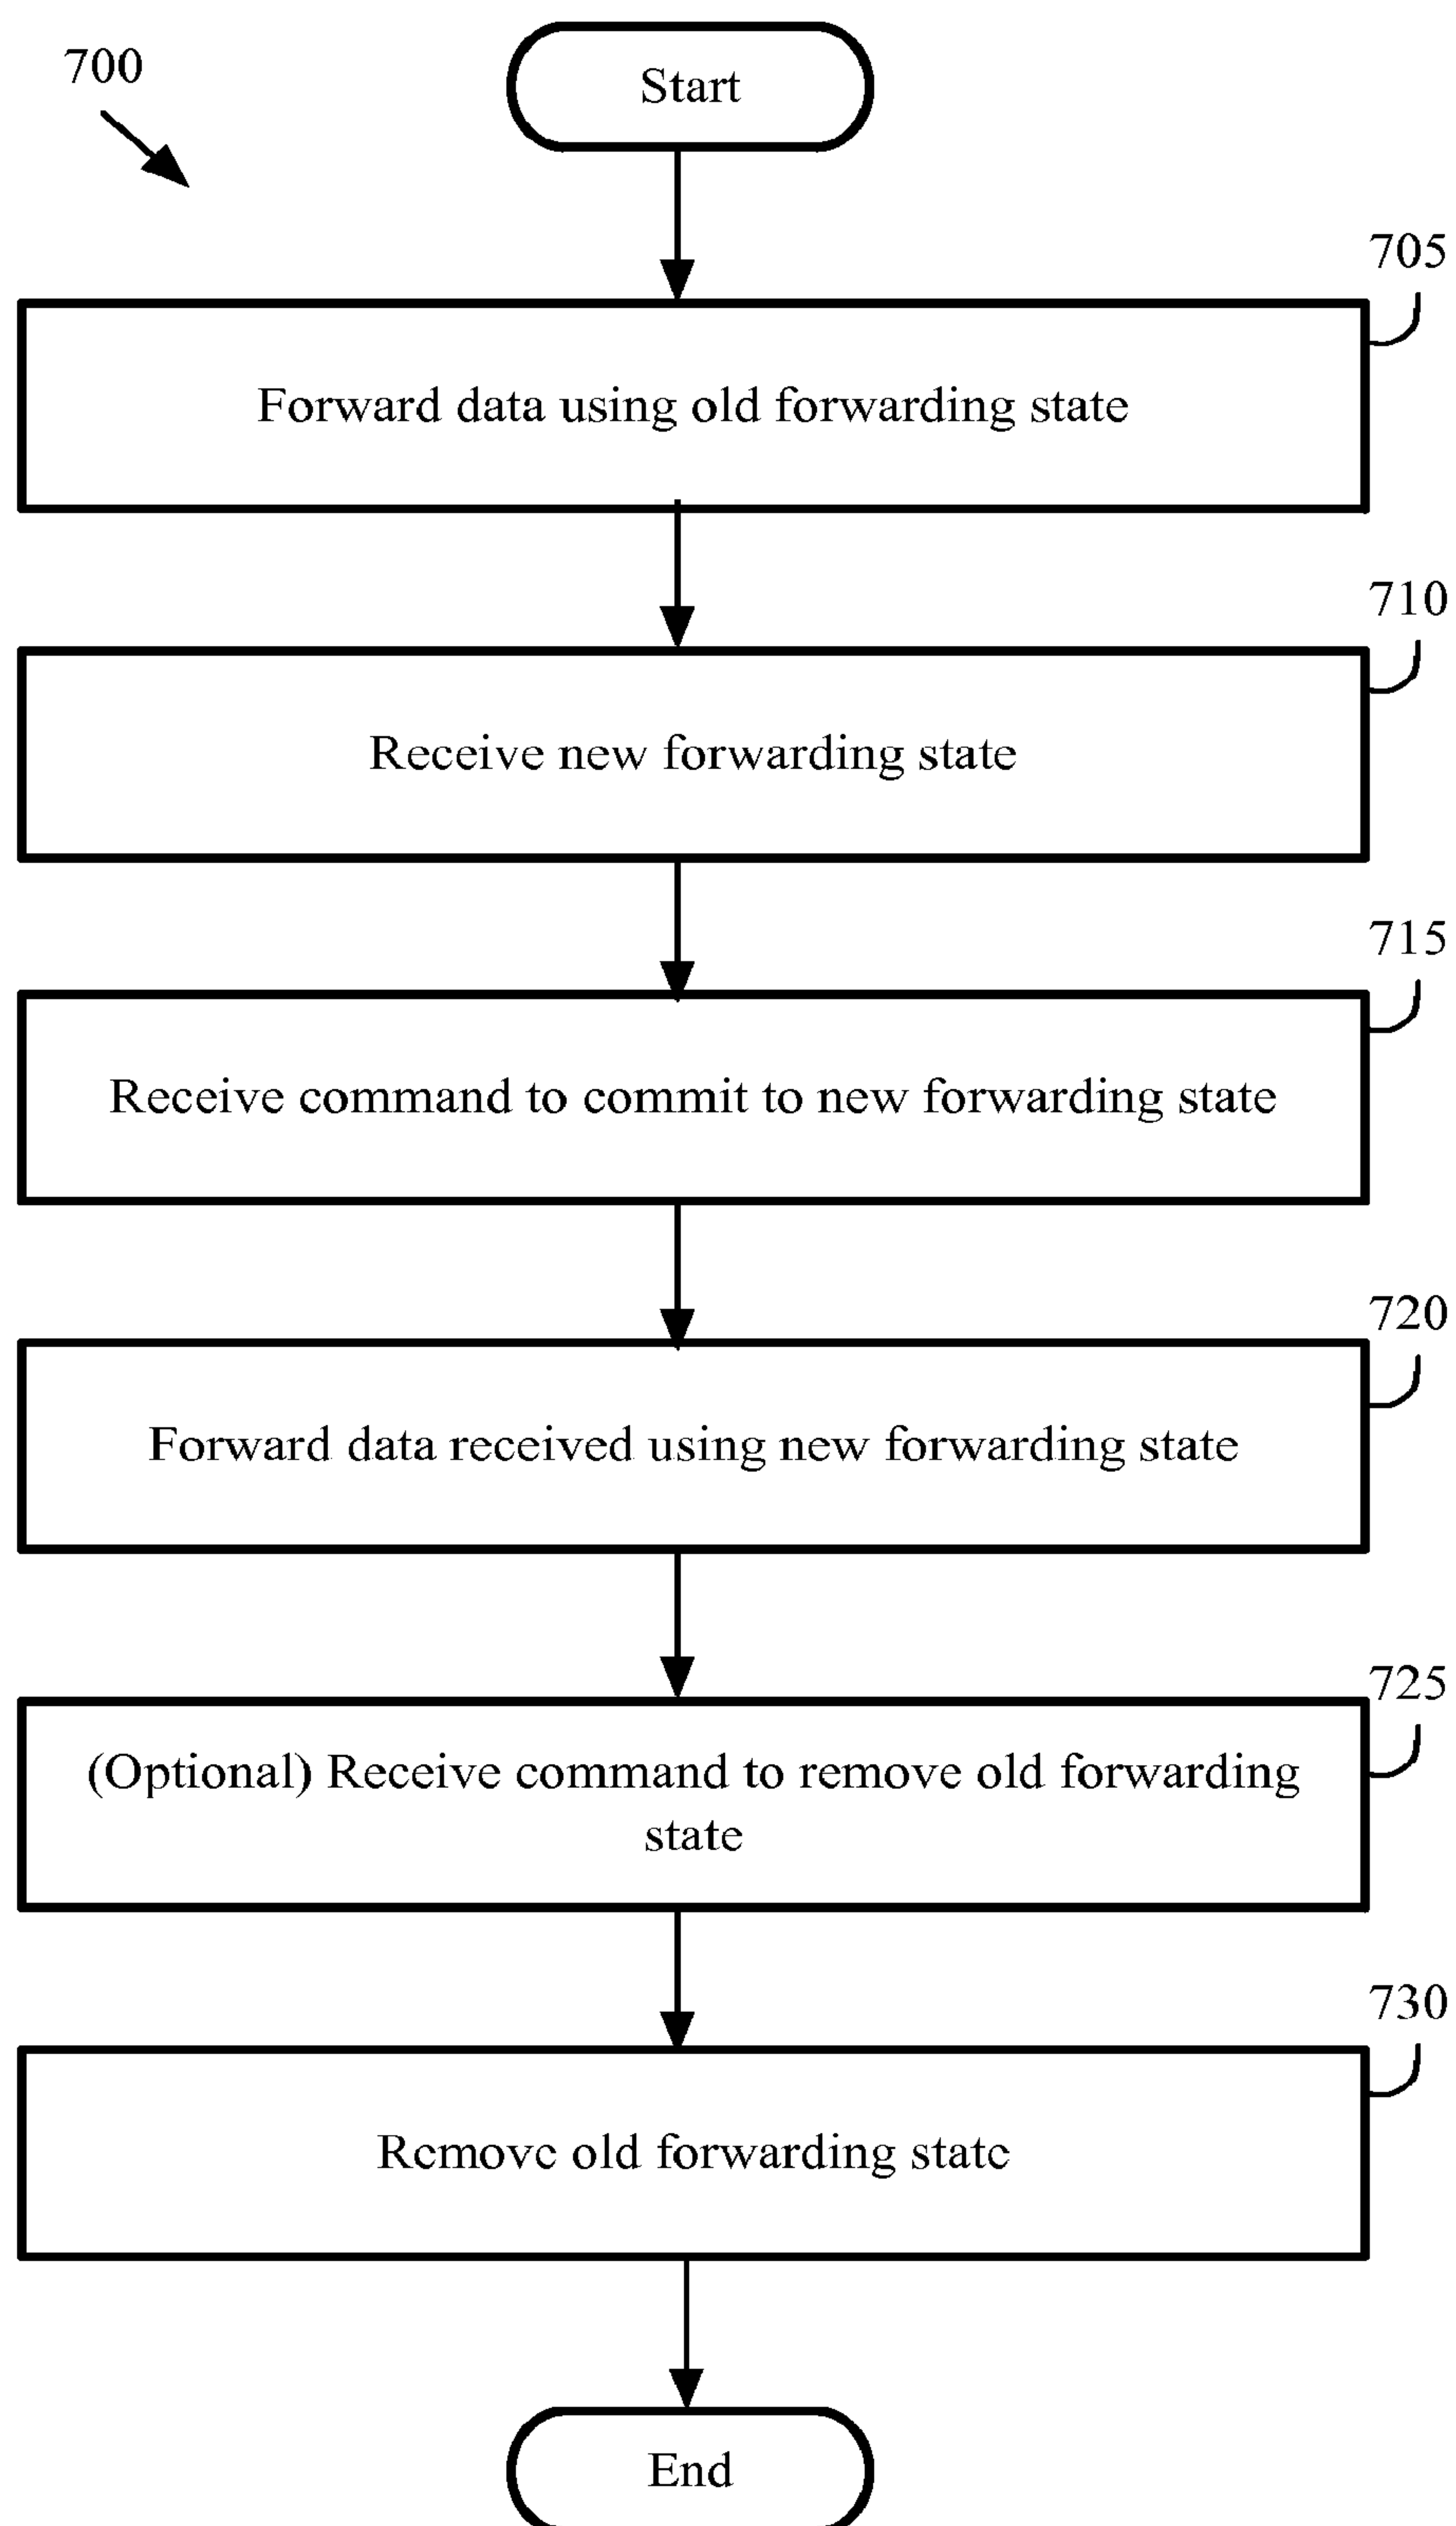 700
Start
705
Forward data using old forwarding state
710
Receive new forwarding state
715
Receive command to commit to new forwarding state
720
Forward data received using new forwarding state
725
(Optional) Receive command to remove old forwarding
state
730
Remove old forwarding state
End